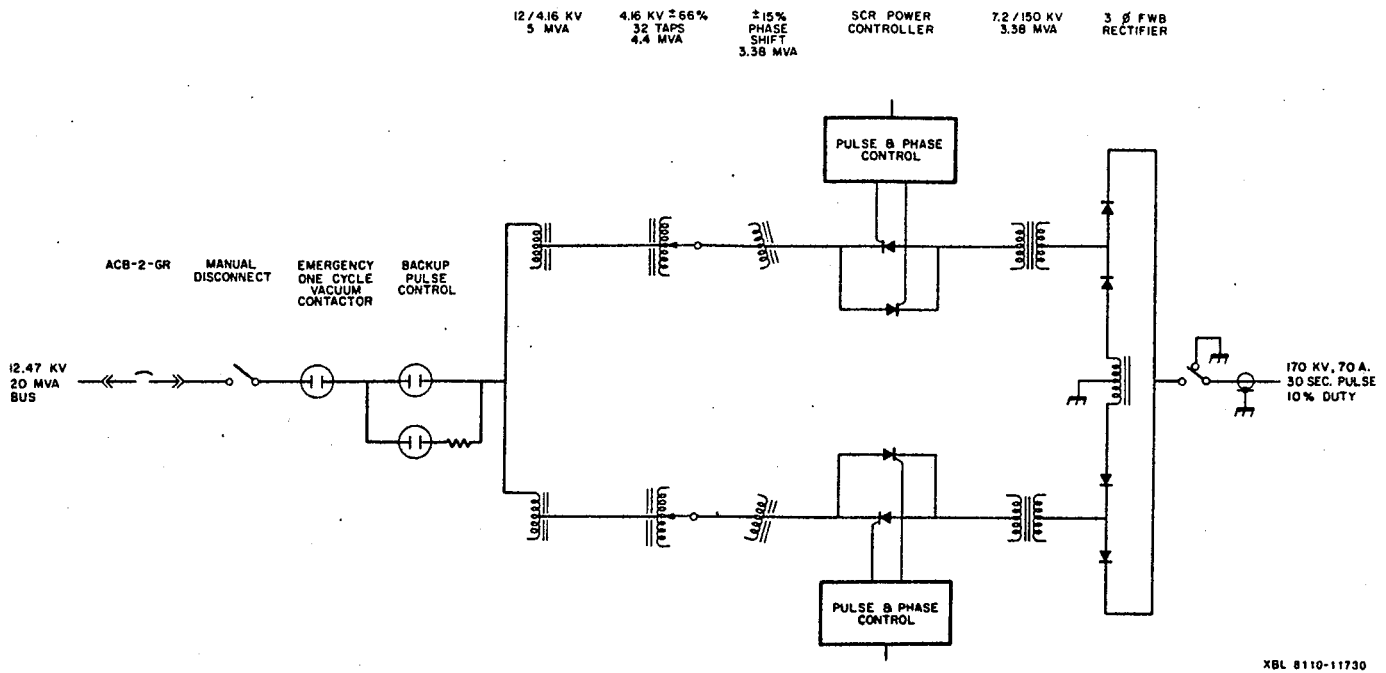 12/4.16 KV
5 MVA
4.16 KV ±66%
32 TAPS
4.4 MVA
±15%
PHASE
SHIFT
3.38 MVA
SCR POWER
CONTROLLER
7.2/150 KV
3.38 MVA
3 Ø FWB
RECTIFIER
PULSE & PHASE
CONTROL
ACB-2-GR
MANUAL
DISCONNECT
EMERGENCY
ONE CYCLE
VACUUM
CONTACTOR
BACKUP
PULSE
CONTROL
12.47 KV
20 MVA
BUS
170 KV, 70 A.
30 SEC. PULSE
10% DUTY
PULSE & PHASE
CONTROL
XBL 8110-11730